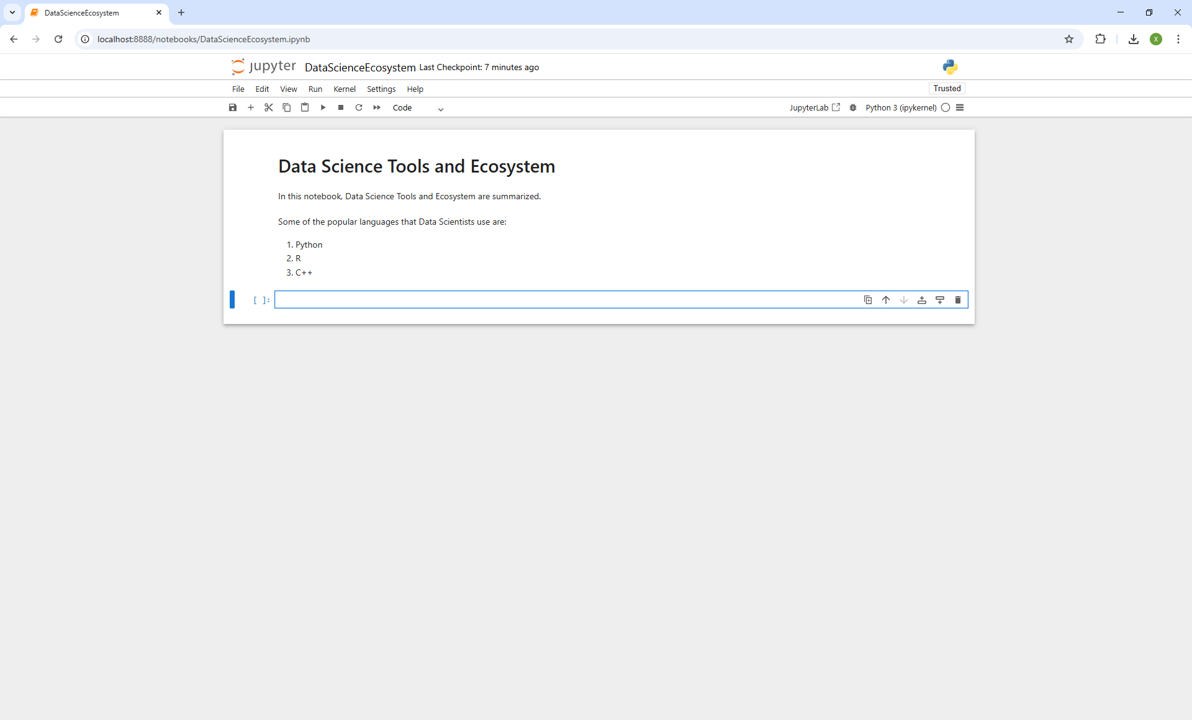 DataScienceEcosystem
localhost:8888/notebooks/DataScienceEcosystem.ipynb
X
jupyter DataScienceEcosystem Last Checkpoint: 7 minutes ago
File Edit View Run Kernel Settings Help Trusted
Code JupyterLab Python 3 (ipykernel)
Data Science Tools and Ecosystem
In this notebook, Data Science Tools and Ecosystem are summarized.
Some of the popular languages that Data Scientists use are:
1. Python
2. R
3. C++
[ ]: